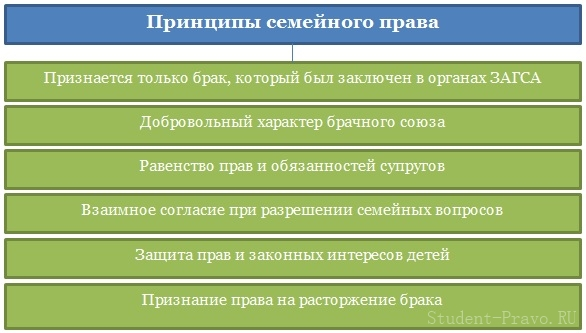 Принципы семейного права
Признается только брак, который был заключен в органах ЗАГСА
Добровольный характер брачного союза
Равенство прав и обязанностей супругов
Взаимное согласие при разрешении семейных вопросов
Защита прав и законных интересов детей
Признание права на расторжение брака
Student-Pravo.RU